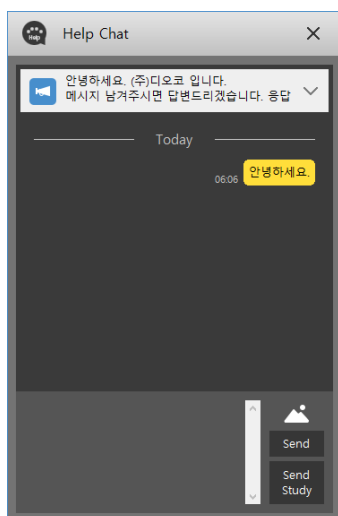 Help
Help Chat
안녕하세요. (주)디오코 입니다.
메시지 남겨주시면 답변드리겠습니다. 응답
Today
06:06 안녕하세요.
Send
Send
Study